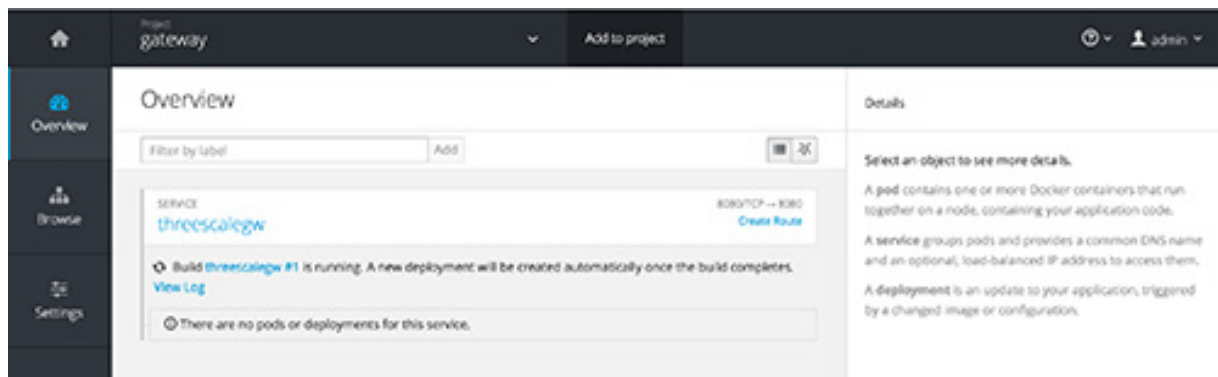 Project
gateway
Add to project
admin
Overview
Browse
Settings
Overview
Filter by label
Add
SERVICE
threescalegw
8080/TCP → 8080
Create Route
Build threescalegw #1 is running. A new deployment will be created automatically once the build completes.
View Log
There are no pods or deployments for this service.
Details
Select an object to see more details.
A pod contains one or more Docker containers that run
together on a node, containing your application code.
A service groups pods and provides a common DNS name
and an optional, load-balanced IP address to access them.
A deployment is an update to your application, triggered
by a changed image or configuration.